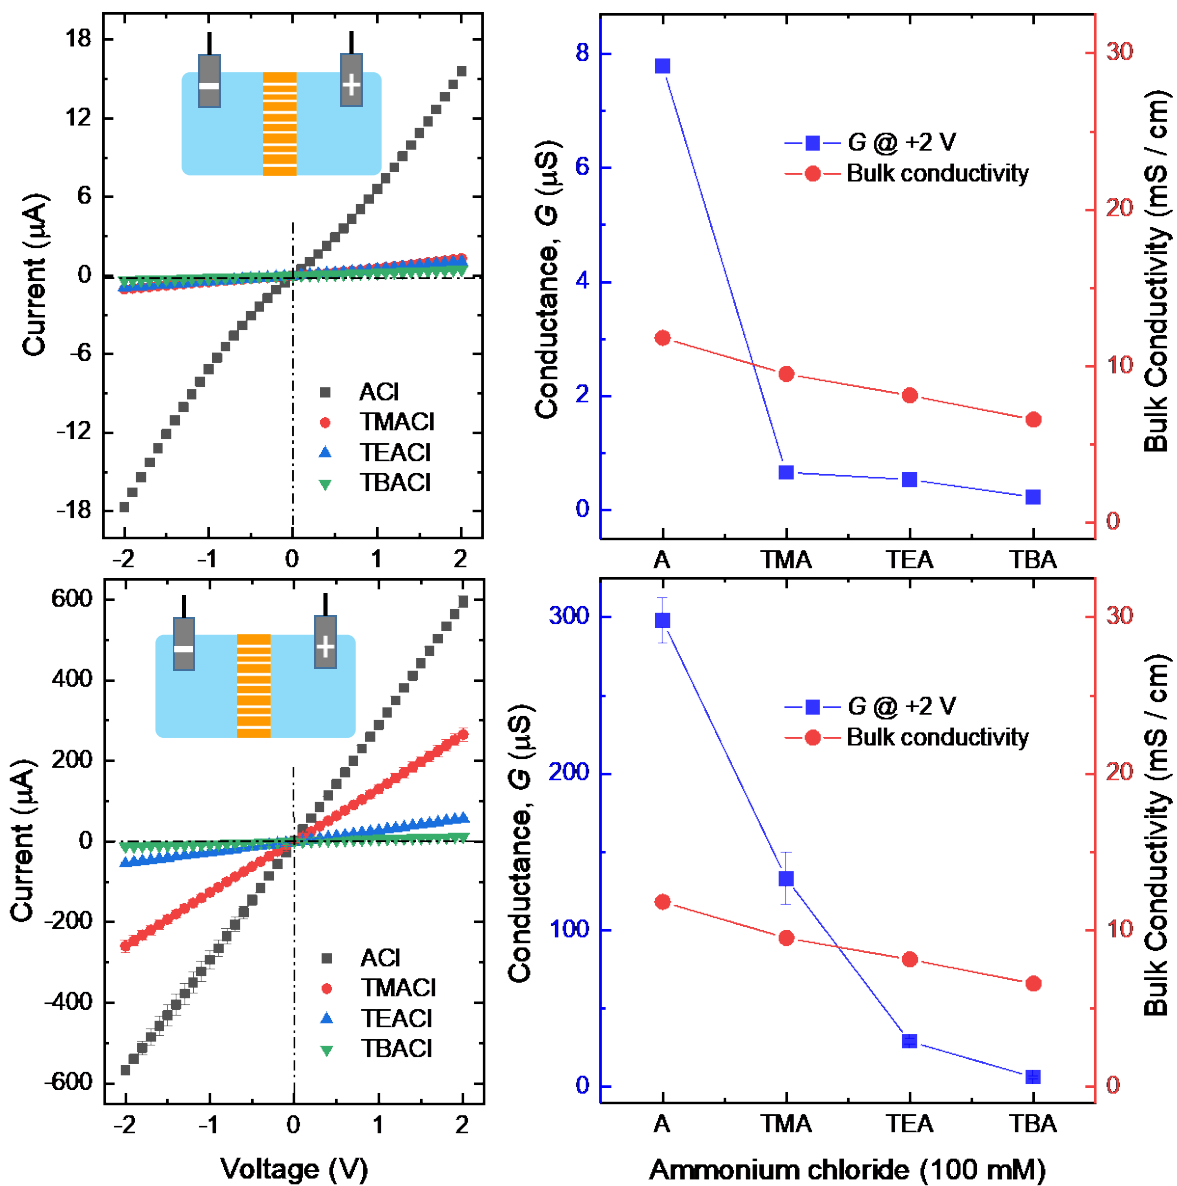 18
12
6
0
-6
-12
-18
Current (μA)
− +
ACl
TMACl
TEACl
TBACl
-2 -1 0 1 2
8
6
4
2
0
Conductance, G (μS)
G @ +2 V
Bulk conductivity
30
20
10
0
Bulk Conductivity (mS / cm)
A TMA TEA TBA
600
400
200
0
-200
-400
-600
Current (μA)
− +
ACl
TMACl
TEACl
TBACl
-2 -1 0 1 2
Voltage (V)
300
200
100
0
Conductance, G (μS)
G @ +2 V
Bulk conductivity
30
20
10
0
Bulk Conductivity (mS / cm)
A TMA TEA TBA
Ammonium chloride (100 mM)